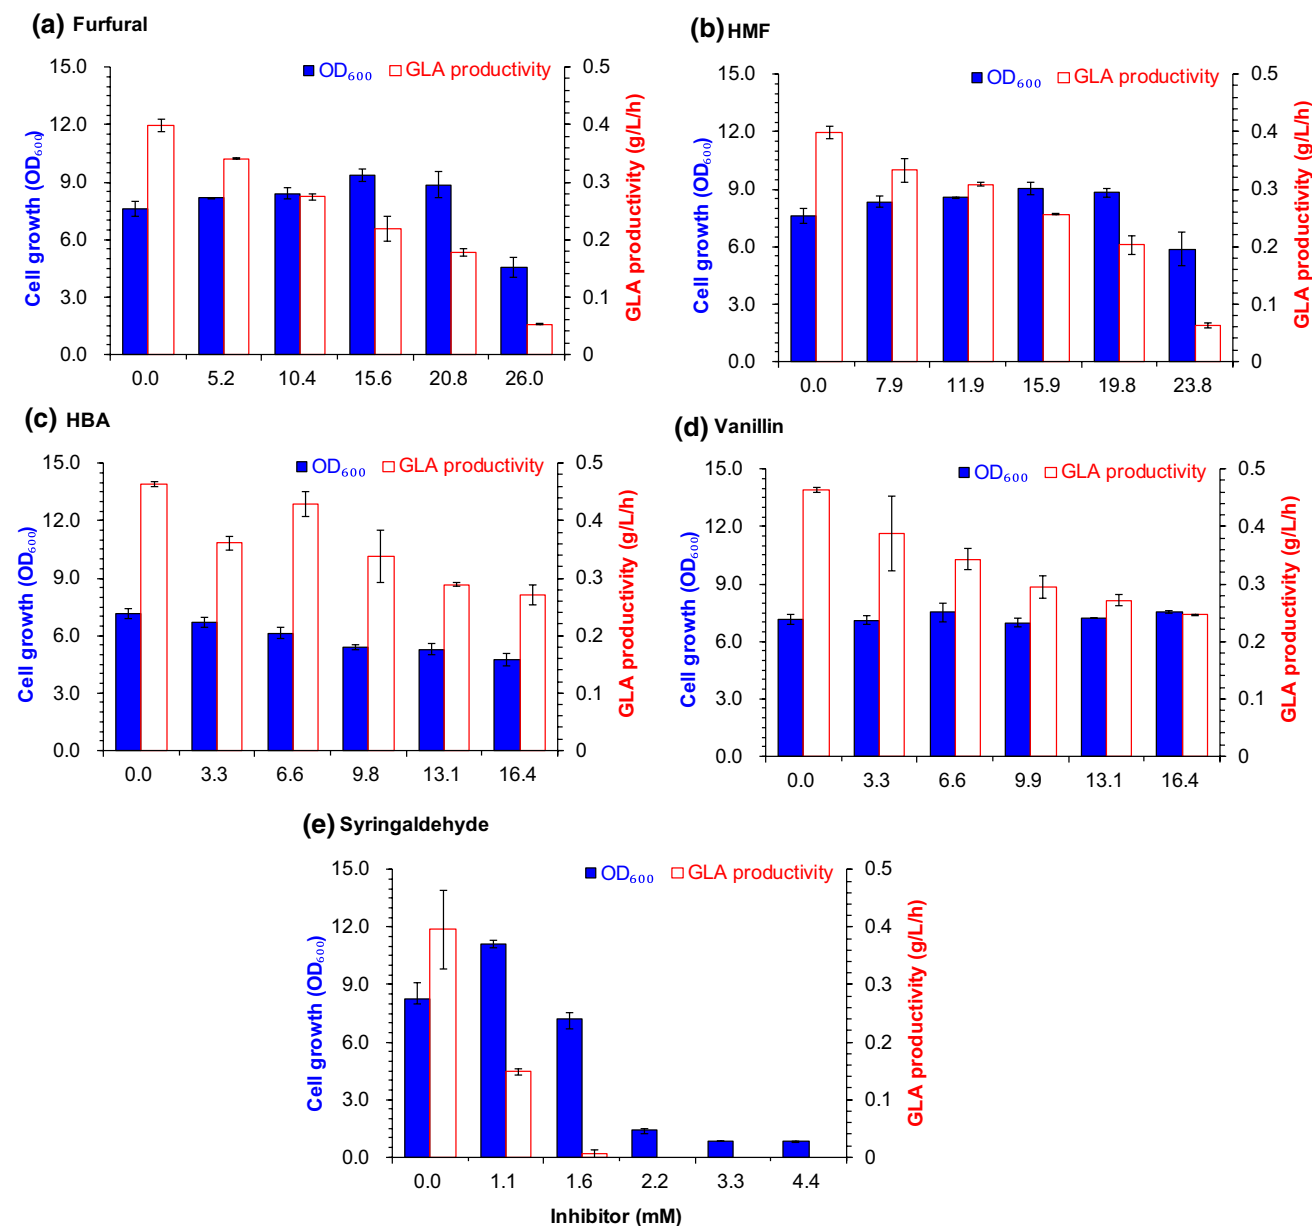 (a) Furfural
OD₆₀₀ GLA productivity
Cell growth (OD₆₀₀)
15.0
12.0
9.0
6.0
3.0
0.0
0.5
0.4
0.3
0.2
0.1
0
GLA productivity (g/L/h)
0.0 5.2 10.4 15.6 20.8 26.0
(b) HMF
OD₆₀₀ GLA productivity
Cell growth (OD₆₀₀)
15.0
12.0
9.0
6.0
3.0
0.0
0.5
0.4
0.3
0.2
0.1
0
GLA productivity (g/L/h)
0.0 7.9 11.9 15.9 19.8 23.8
(c) HBA
OD₆₀₀ GLA productivity
Cell growth (OD₆₀₀)
15.0
12.0
9.0
6.0
3.0
0.0
0.5
0.4
0.3
0.2
0.1
0
GLA productivity (g/L/h)
0.0 3.3 6.6 9.8 13.1 16.4
(d) Vanillin
OD₆₀₀ GLA productivity
Cell growth (OD₆₀₀)
15.0
12.0
9.0
6.0
3.0
0.0
0.5
0.4
0.3
0.2
0.1
0
GLA productivity (g/L/h)
0.0 3.3 6.6 9.9 13.1 16.4
(e) Syringaldehyde
OD₆₀₀ GLA productivity
Cell growth (OD₆₀₀)
15.0
12.0
9.0
6.0
3.0
0.0
0.5
0.4
0.3
0.2
0.1
0
GLA productivity (g/L/h)
0.0 1.1 1.6 2.2 3.3 4.4
Inhibitor (mM)